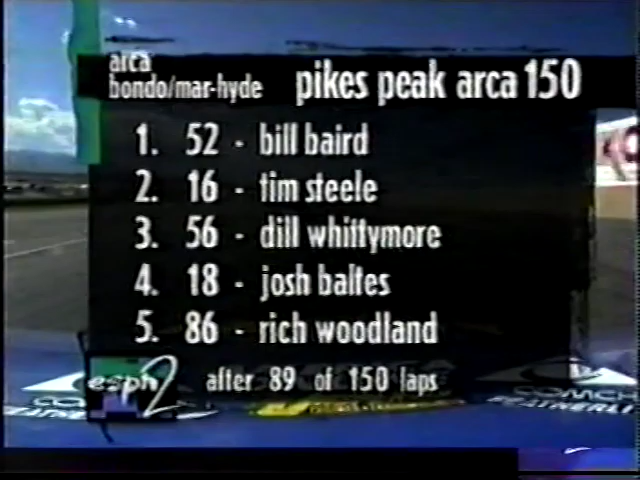 arca
bondo/mar-hyde
pikes peak arca 150
1. 52 - bill baird
2. 16 - tim steele
3. 56 - dill whittymore
4. 18 - josh baltes
5. 86 - rich woodland
espn2
after 89 of 150 laps